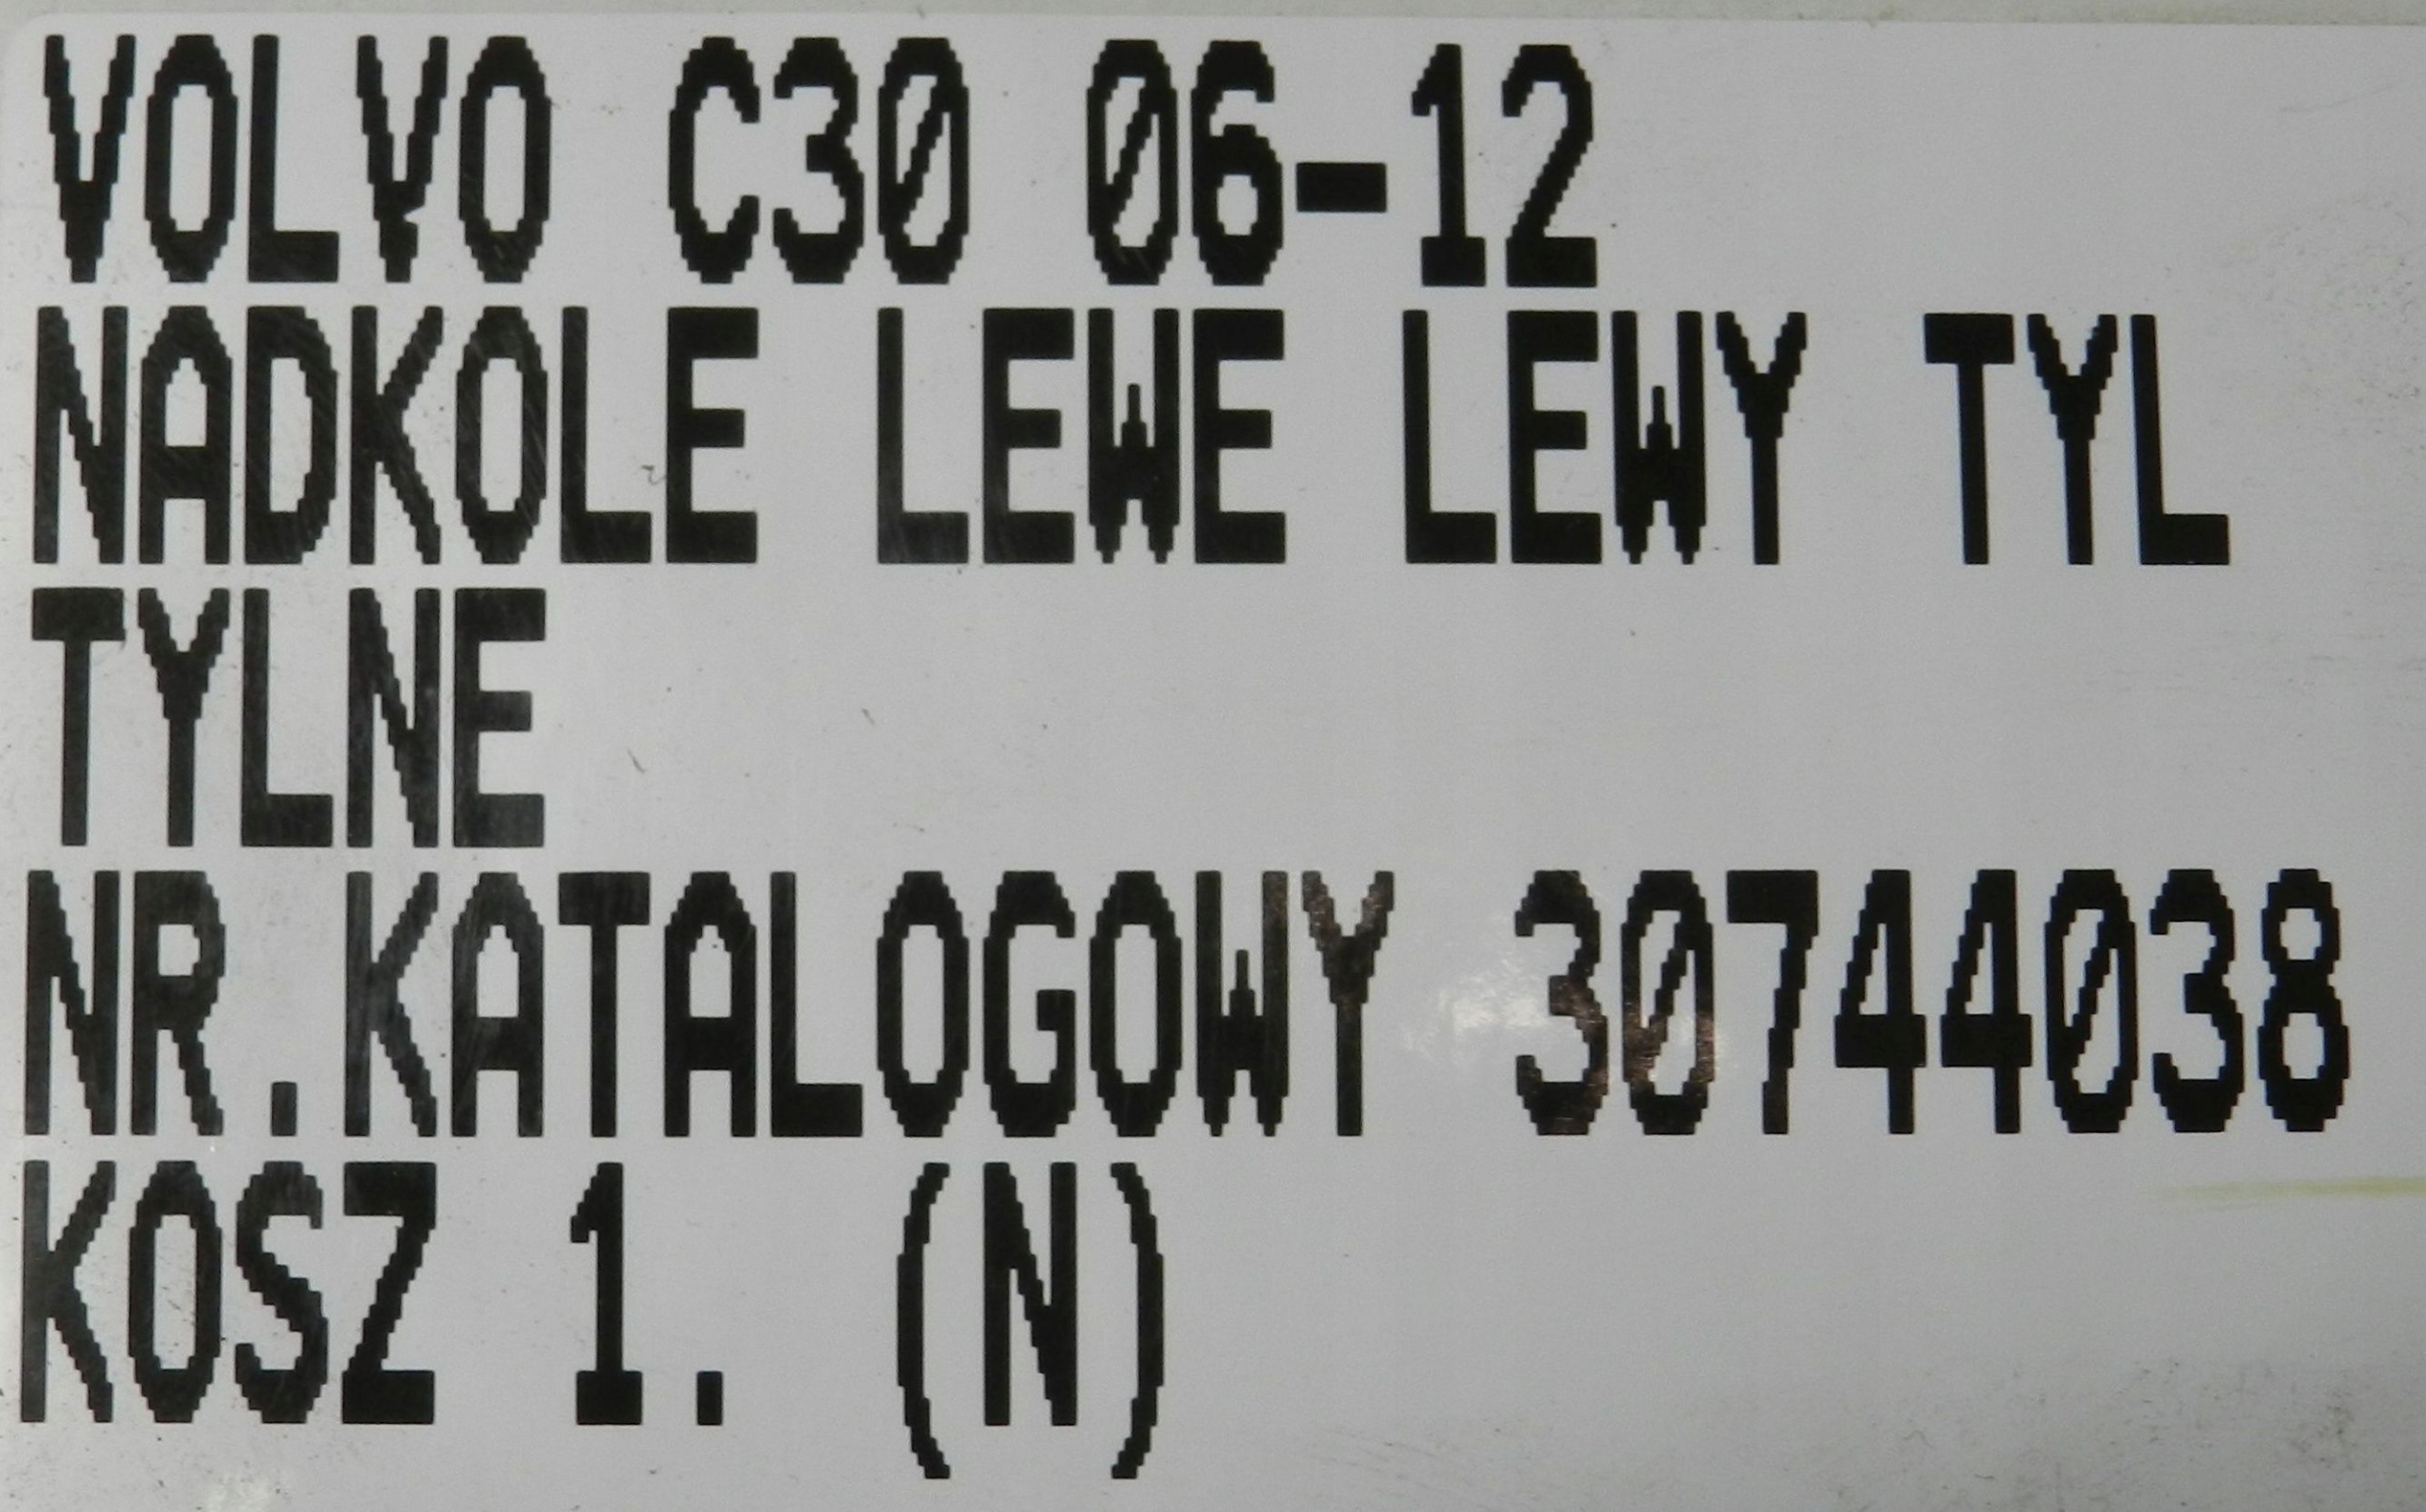 VOLVO C30 06-12
NADKOLE LEWE LEWY TYL
TYLNE
NR.KATALOGOWY 30744038
KOSZ 1. (N)